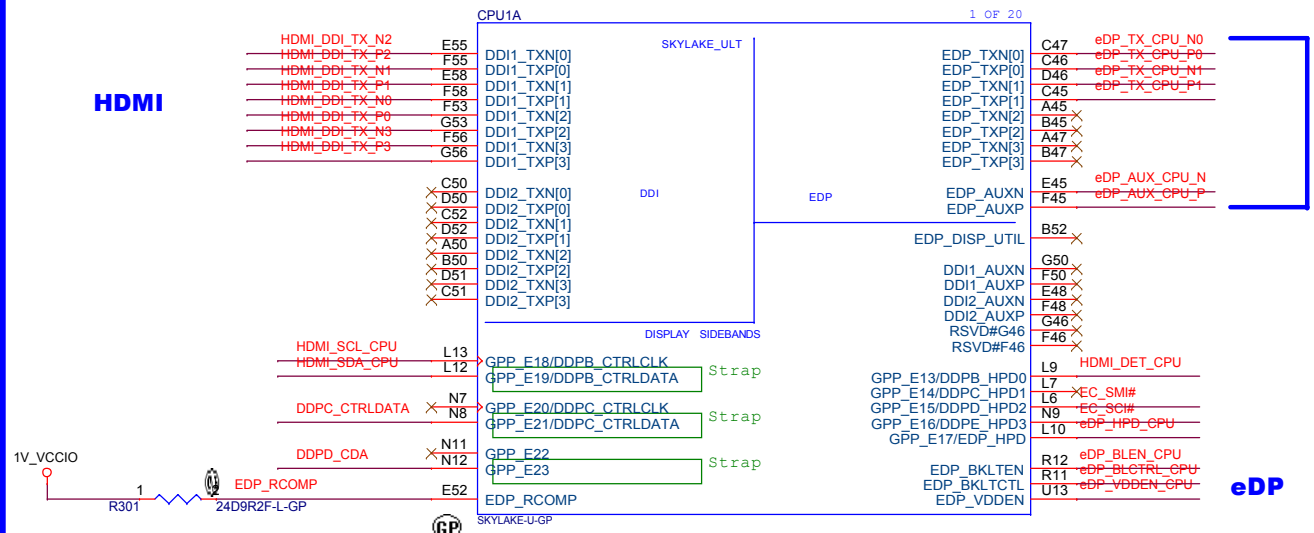 CPU1A
1 OF 20
SKYLAKE_ULT
HDMI
HDMI_DDI_TX_N2 E55 DDI1_TXN[0]
HDMI_DDI_TX_P2 F55 DDI1_TXP[0]
HDMI_DDI_TX_N1 E58 DDI1_TXN[1]
HDMI_DDI_TX_P1 F58 DDI1_TXP[1]
HDMI_DDI_TX_N0 F53 DDI1_TXN[2]
HDMI_DDI_TX_P0 G53 DDI1_TXP[2]
HDMI_DDI_TX_N3 F56 DDI1_TXN[3]
HDMI_DDI_TX_P3 G56 DDI1_TXP[3]
C50 DDI2_TXN[0]
D50 DDI2_TXP[0]
C52 DDI2_TXN[1]
D52 DDI2_TXP[1]
A50 DDI2_TXN[2]
B50 DDI2_TXP[2]
D51 DDI2_TXN[3]
C51 DDI2_TXP[3]
DDI
EDP
EDP_TXN[0] C47 eDP_TX_CPU_N0
EDP_TXP[0] C46 eDP_TX_CPU_P0
EDP_TXN[1] D46 eDP_TX_CPU_N1
EDP_TXP[1] C45 eDP_TX_CPU_P1
EDP_TXN[2] A45
EDP_TXP[2] B45
EDP_TXN[3] A47
EDP_TXP[3] B47
EDP_AUXN E45 eDP_AUX_CPU_N
EDP_AUXP F45 eDP_AUX_CPU_P
EDP_DISP_UTIL B52
DDI1_AUXN G50
DDI1_AUXP F50
DDI2_AUXN E48
DDI2_AUXP F48
RSVD#G46 G46
RSVD#F46 F46
DISPLAY SIDEBANDS
HDMI_SCL_CPU L13 GPP_E18/DDPB_CTRLCLK
HDMI_SDA_CPU L12 GPP_E19/DDPB_CTRLDATA Strap
N7 GPP_E20/DDPC_CTRLCLK
DDPC_CTRLDATA N8 GPP_E21/DDPC_CTRLDATA Strap
N11 GPP_E22
DDPD_CDA N12 GPP_E23 Strap
GPP_E13/DDPB_HPD0 L9 HDMI_DET_CPU
GPP_E14/DDPC_HPD1 L7
GPP_E15/DDPD_HPD2 L6 EC_SMI#
GPP_E16/DDPE_HPD3 N9 EC_SCI#
GPP_E17/EDP_HPD L10 eDP_HPD_CPU
EDP_BKLTEN R12 eDP_BLEN_CPU
EDP_BKLTCTL R11 eDP_BLCTRL_CPU
EDP_VDDEN U13 eDP_VDDEN_CPU
eDP
1V_VCCIO
1 2 EDP_RCOMP E52 EDP_RCOMP
R301 24D9R2F-L-GP
GP
SKYLAKE-U-GP